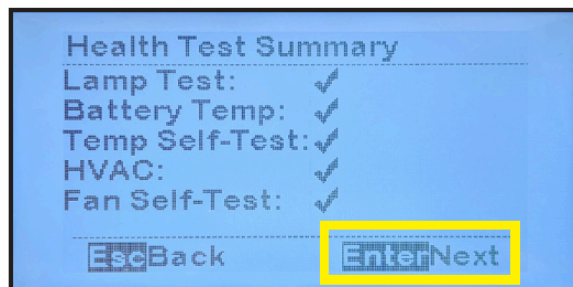 Health Test Summary
Lamp Test: ✓
Battery Temp: ✓
Temp Self-Test: ✓
HVAC: ✓
Fan Self-Test: ✓
Esc Back Enter Next